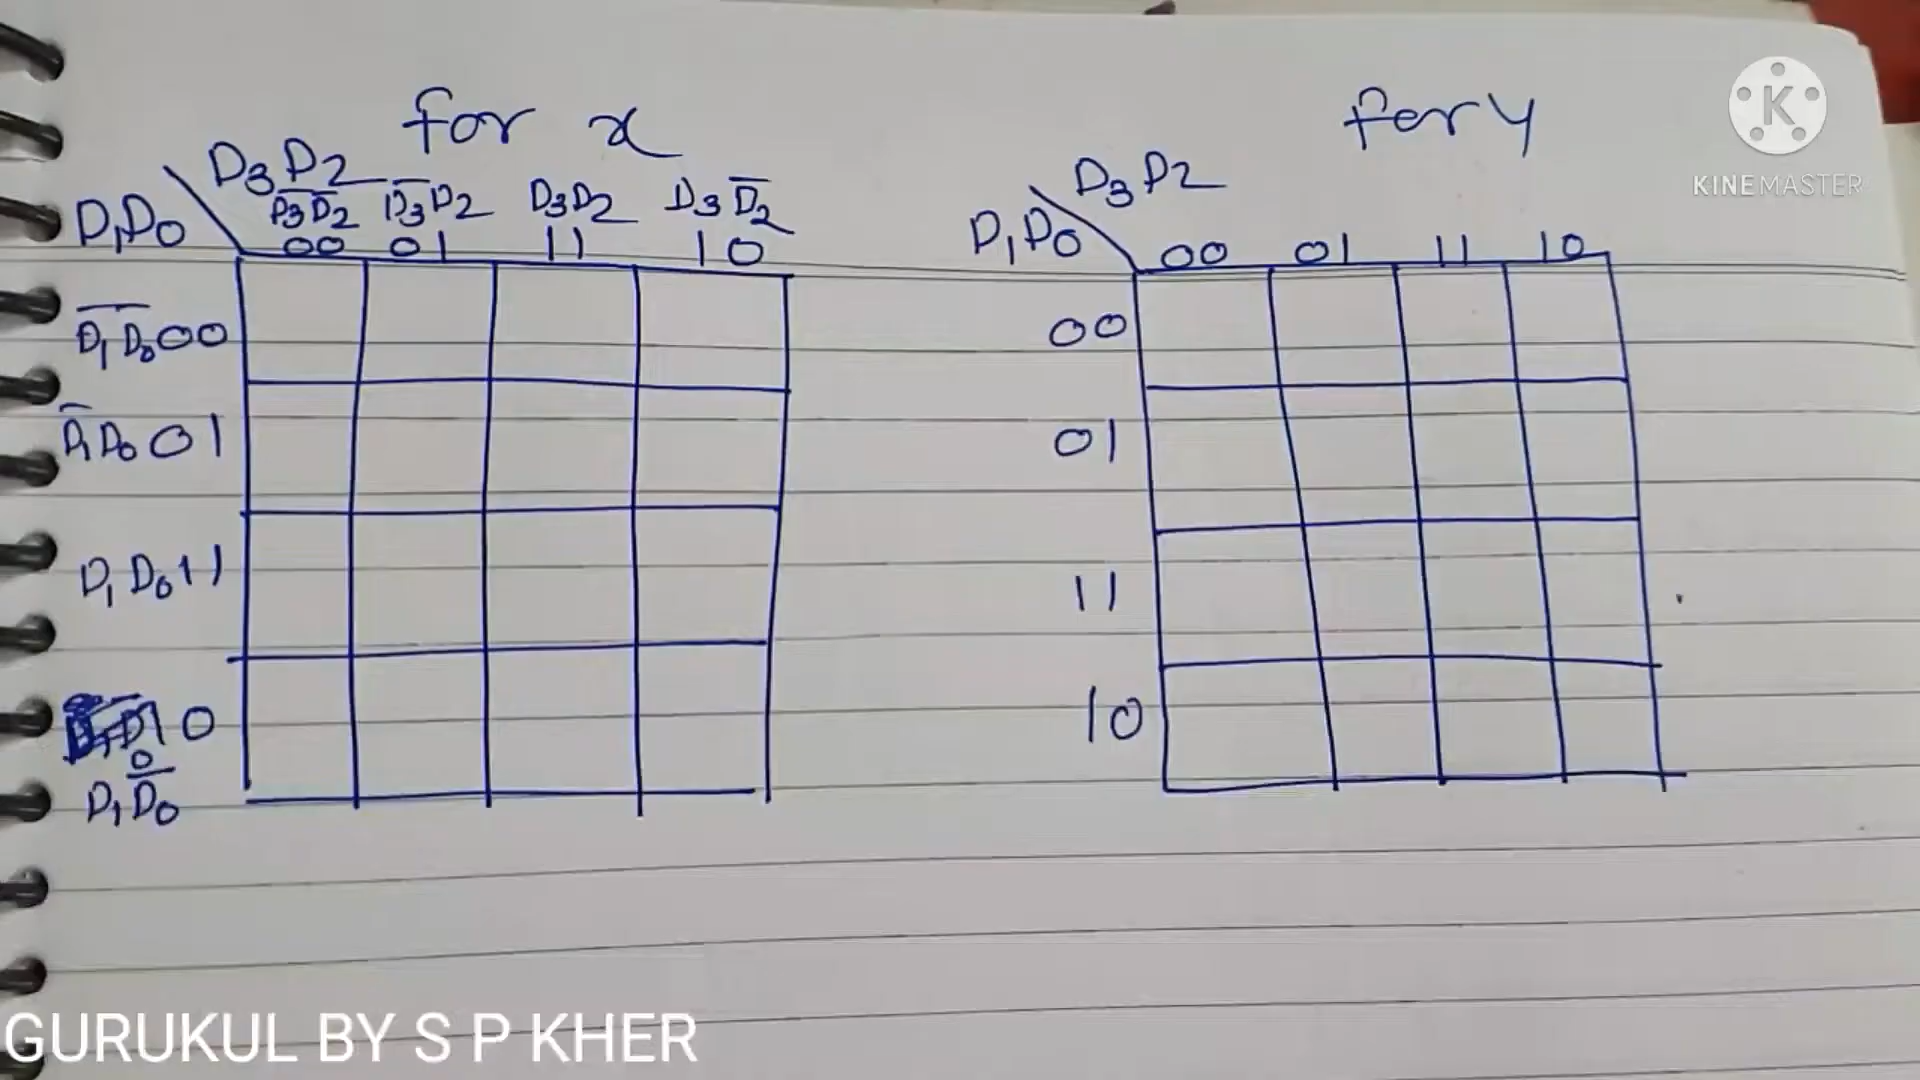 for x
D3D2
D1D0
D̅3D̅2 D̅3D2 D3D2 D3D̅2
00 01 11 10
D̅1D̅0 00
D̅1D0 01
D1D0 11
10
D1D̅0
for y
D3D2
D1D0
00 01 11 10
00
01
11
10
K
KINEMASTER
GURUKUL BY S P KHER